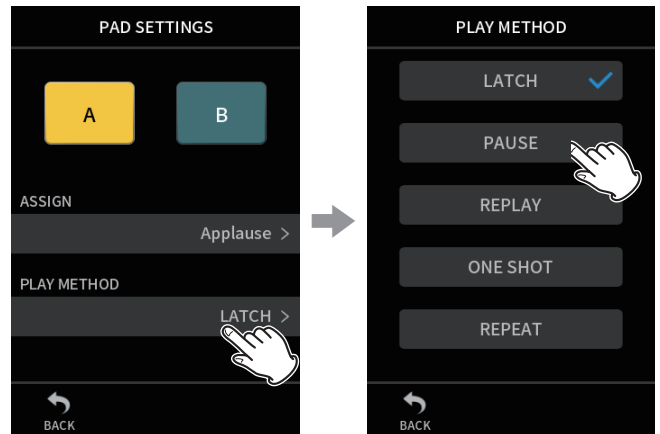 PAD SETTINGS
A
B
ASSIGN
Applause >
PLAY METHOD
LATCH >
BACK
PLAY METHOD
LATCH
PAUSE
REPLAY
ONE SHOT
REPEAT
BACK